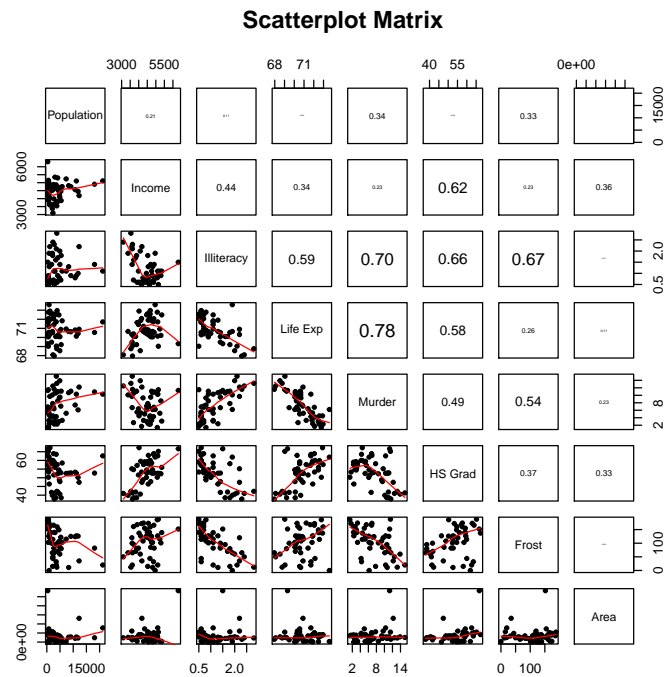 Scatterplot Matrix
3000 5500 68 71 40 55 0e+00
Population 0.21 0.11 0.34 0.33 0 15000
3000 6000 Income 0.44 0.34 0.23 0.62 0.23 0.36
Illiteracy 0.59 0.70 0.66 0.67 0.5 2.0
68 71 Life Exp 0.78 0.58 0.26 0.11
Murder 0.49 0.54 0.23 2 8
40 60 HS Grad 0.37 0.33
Frost 0 100
0e+00 Area
0 15000 0.5 2.0 2 8 14 0 100